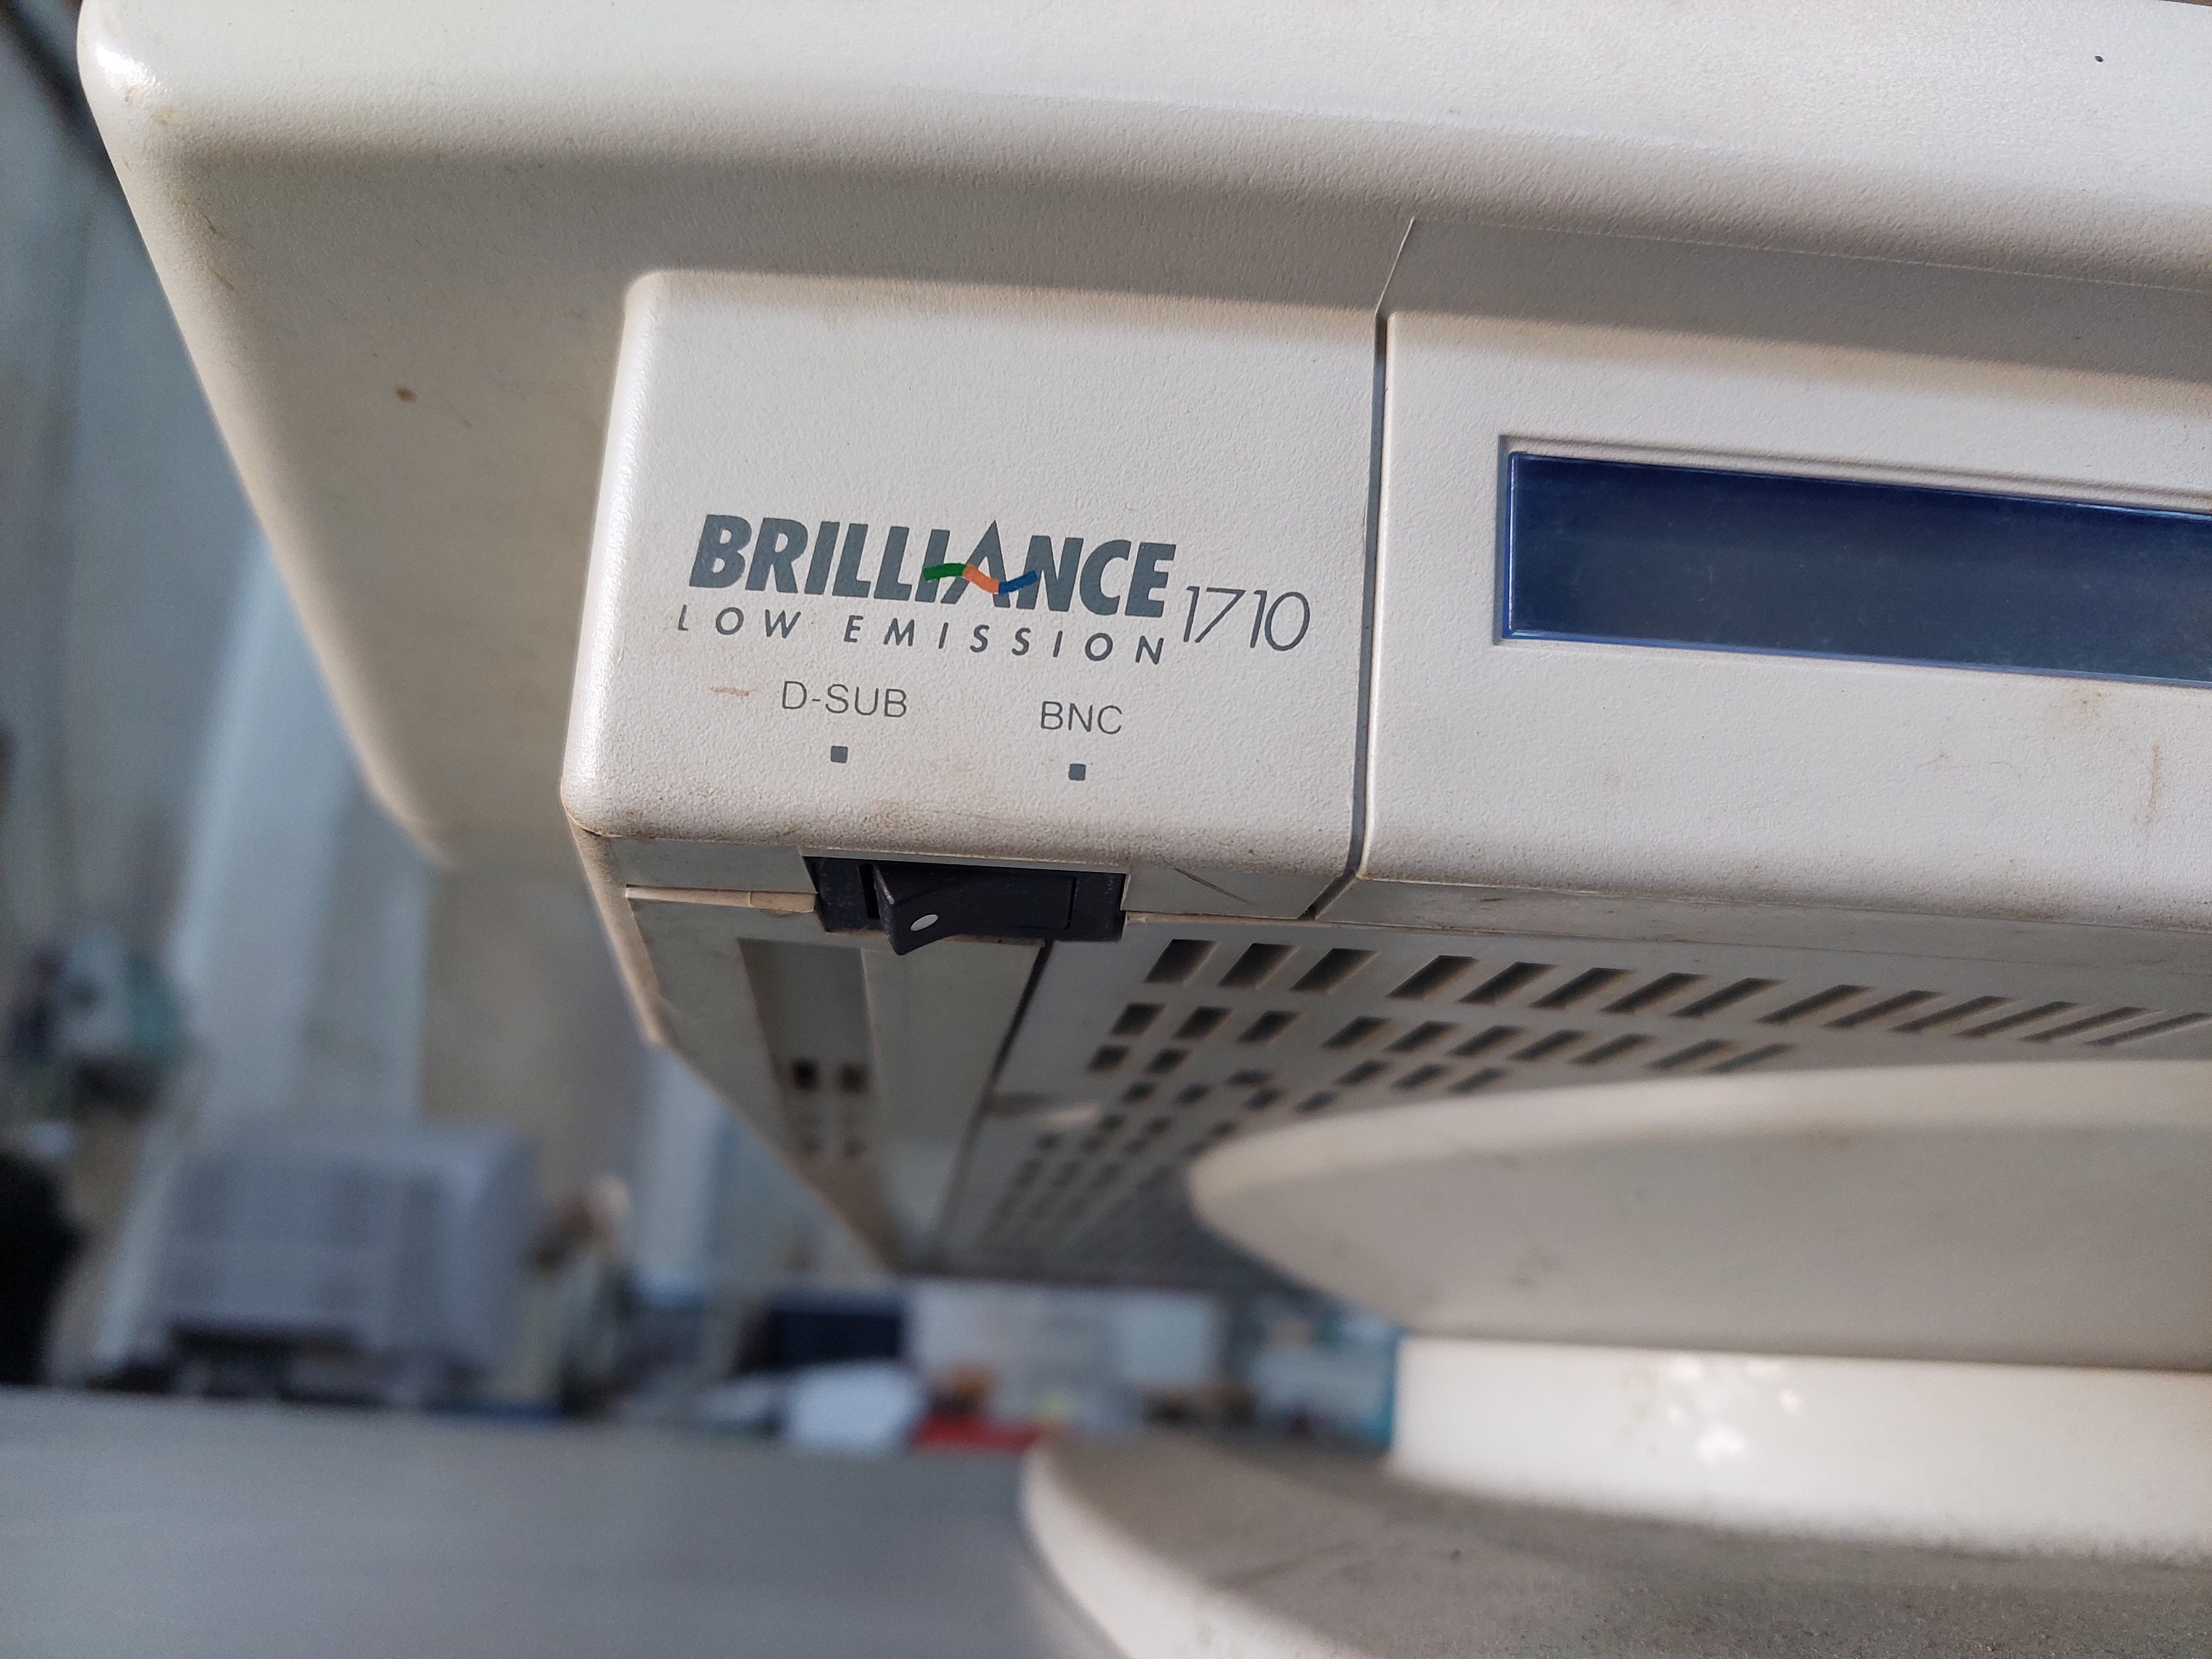 BRILLIANCE 1710
LOW EMISSION
D-SUB BNC